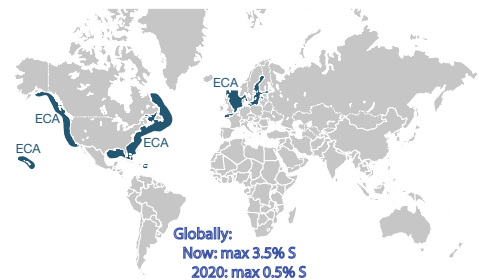 ECA
ECA
ECA
ECA
Globally:
Now: max 3.5% S
2020: max 0.5% S